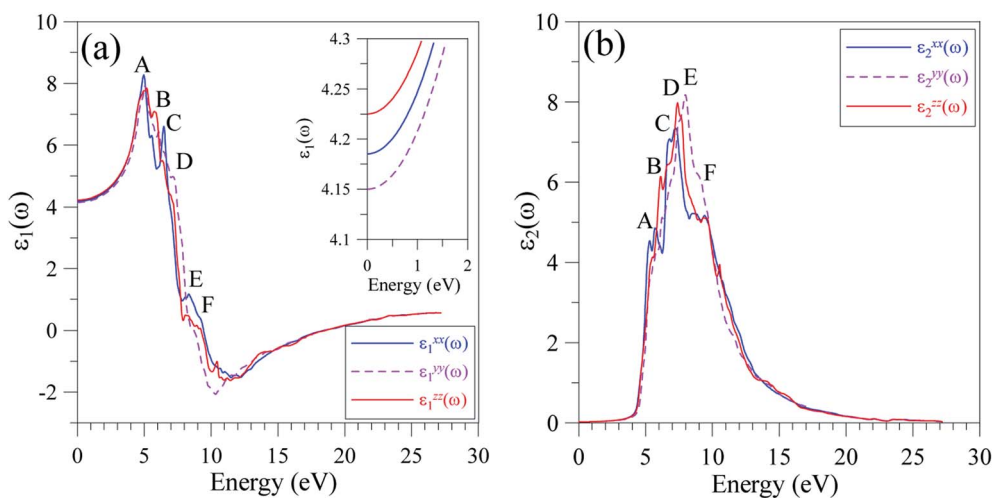 (a)
10
8
6
4
2
0
-2
ε₁(ω)
A
B
C
D
E
F
4.3
4.25
4.2
4.15
4.1
ε₁(ω)
0 1 2
Energy (eV)
ε₁ˣˣ(ω)
ε₁ʸʸ(ω)
ε₁ᶻᶻ(ω)
0 5 10 15 20 25 30
Energy (eV)
(b)
10
8
6
4
2
0
ε₂(ω)
A
B
C
D
E
F
ε₂ˣˣ(ω)
ε₂ʸʸ(ω)
ε₂ᶻᶻ(ω)
0 5 10 15 20 25 30
Energy (eV)